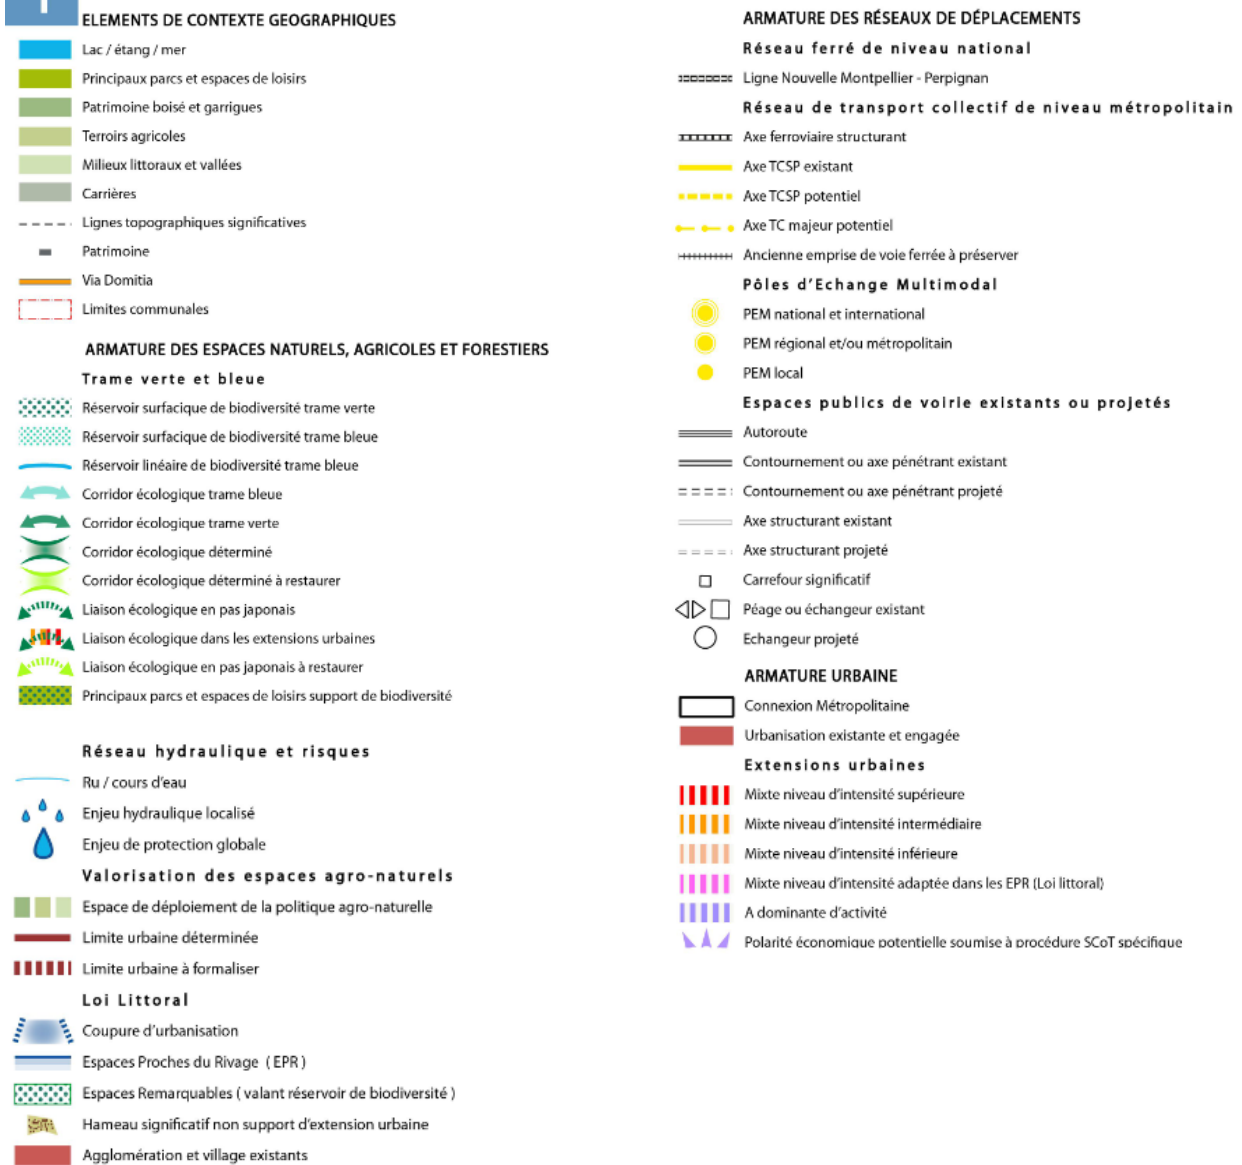 ELEMENTS DE CONTEXTE GEOGRAPHIQUES
Lac / étang / mer
Principaux parcs et espaces de loisirs
Patrimoine boisé et garrigues
Terroirs agricoles
Milieux littoraux et vallées
Carrières
Lignes topographiques significatives
Patrimoine
Via Domitia
Limites communales
ARMATURE DES ESPACES NATURELS, AGRICOLES ET FORESTIERS
Trame verte et bleue
Réservoir surfacique de biodiversité trame verte
Réservoir surfacique de biodiversité trame bleue
Réservoir linéaire de biodiversité trame bleue
Corridor écologique trame bleue
Corridor écologique trame verte
Corridor écologique déterminé
Corridor écologique déterminé à restaurer
Liaison écologique en pas japonais
Liaison écologique dans les extensions urbaines
Liaison écologique en pas japonais à restaurer
Principaux parcs et espaces de loisirs support de biodiversité
Réseau hydraulique et risques
Ru / cours d'eau
Enjeu hydraulique localisé
Enjeu de protection globale
Valorisation des espaces agro-naturels
Espace de déploiement de la politique agro-naturelle
Limite urbaine déterminée
Limite urbaine à formaliser
Loi Littoral
Coupure d'urbanisation
Espaces Proches du Rivage ( EPR )
Espaces Remarquables ( valant réservoir de biodiversité )
Hameau significatif non support d'extension urbaine
Agglomération et village existants
ARMATURE DES RÉSEAUX DE DÉPLACEMENTS
Réseau ferré de niveau national
Ligne Nouvelle Montpellier - Perpignan
Réseau de transport collectif de niveau métropolitain
Axe ferroviaire structurant
Axe TCSP existant
Axe TCSP potentiel
Axe TC majeur potentiel
Ancienne emprise de voie ferrée à préserver
Pôles d'Echange Multimodal
PEM national et international
PEM régional et/ou métropolitain
PEM local
Espaces publics de voirie existants ou projetés
Autoroute
Contournement ou axe pénétrant existant
Contournement ou axe pénétrant projeté
Axe structurant existant
Axe structurant projeté
Carrefour significatif
Péage ou échangeur existant
Echangeur projeté
ARMATURE URBAINE
Connexion Métropolitaine
Urbanisation existante et engagée
Extensions urbaines
Mixte niveau d'intensité supérieure
Mixte niveau d'intensité intermédiaire
Mixte niveau d'intensité inférieure
Mixte niveau d'intensité adaptée dans les EPR (Loi littoral)
A dominante d'activité
Polarité économique potentielle soumise à procédure SCoT spécifique